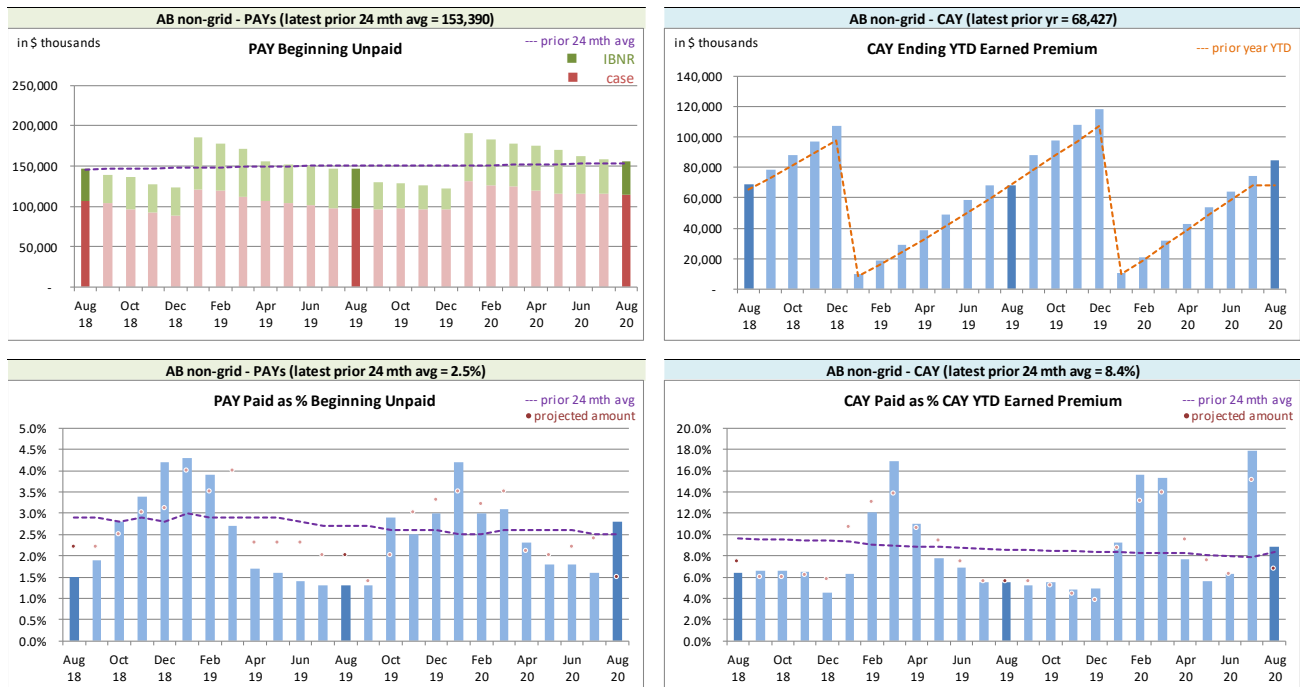 AB non-grid - PAYs (latest prior 24 mth avg = 153,390)
in $ thousands
PAY Beginning Unpaid
--- prior 24 mth avg
IBNR
case
250,000
200,000
150,000
100,000
50,000
-
Aug Oct Dec Feb Apr Jun Aug Oct Dec Feb Apr Jun Aug
18 18 18 19 19 19 19 19 19 20 20 20 20
AB non-grid - CAY (latest prior yr = 68,427)
in $ thousands
CAY Ending YTD Earned Premium
--- prior year YTD
140,000
120,000
100,000
80,000
60,000
40,000
20,000
-
Aug Oct Dec Feb Apr Jun Aug Oct Dec Feb Apr Jun Aug
18 18 18 19 19 19 19 19 19 20 20 20 20
AB non-grid - PAYs (latest prior 24 mth avg = 2.5%)
PAY Paid as % Beginning Unpaid
--- prior 24 mth avg
projected amount
5.0%
4.5%
4.0%
3.5%
3.0%
2.5%
2.0%
1.5%
1.0%
0.5%
0.0%
Aug Oct Dec Feb Apr Jun Aug Oct Dec Feb Apr Jun Aug
18 18 18 19 19 19 19 19 19 20 20 20 20
AB non-grid - CAY (latest prior 24 mth avg = 8.4%)
CAY Paid as % CAY YTD Earned Premium
--- prior 24 mth avg
projected amount
20.0%
18.0%
16.0%
14.0%
12.0%
10.0%
8.0%
6.0%
4.0%
2.0%
0.0%
Aug Oct Dec Feb Apr Jun Aug Oct Dec Feb Apr Jun Aug
18 18 18 19 19 19 19 19 19 20 20 20 20